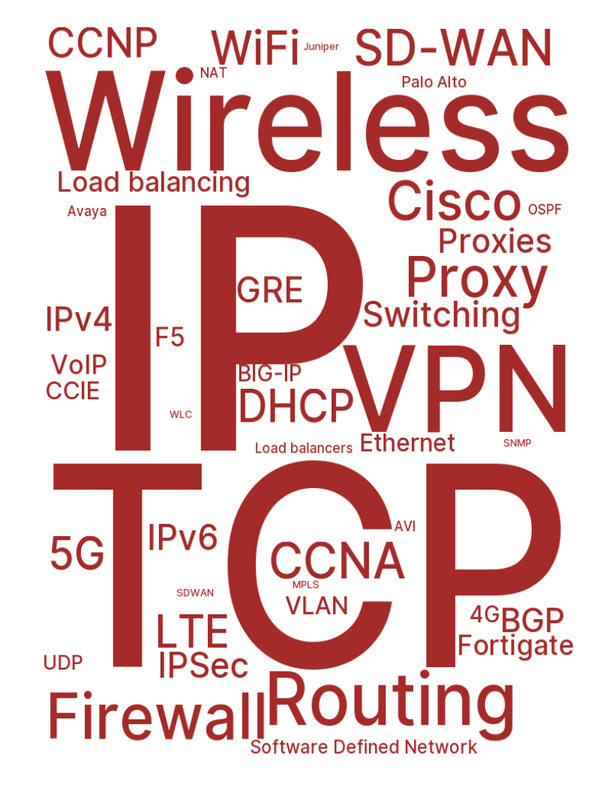 CCNP WiFi Juniper SD-WAN
NAT Palo Alto
Wireless
Load balancing
Cisco
Avaya OSPF
IP
Proxies
Proxy
GRE
IPv4 Switching
F5
VoIP
BIG-IP
CCIE
VPN
DHCP
WLC
Load balancers Ethernet SNMP
TCP
AVI
5G IPv6
CCNA
MPLS
SDWAN
VLAN
4G BGP
LTE
Fortigate
UDP IPSec
Firewall Routing
Software Defined Network